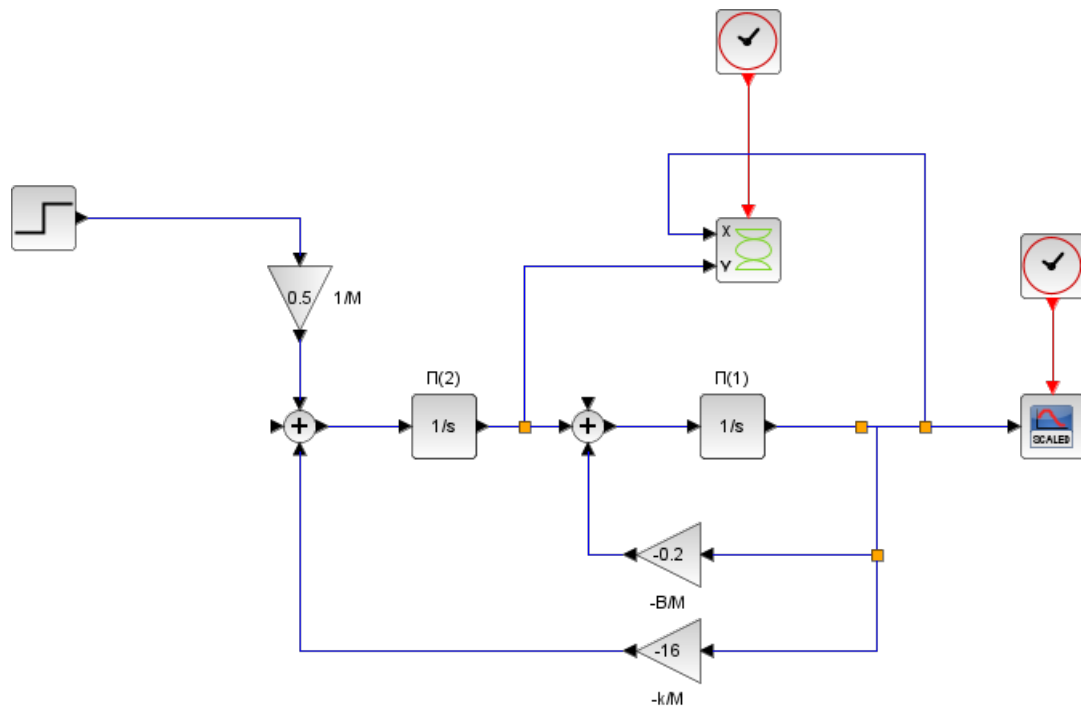 X
Y
0.5
1/M
П(2)
П(1)
+
1/s
+
1/s
SCALED
-0.2
-B/M
-16
-k/M